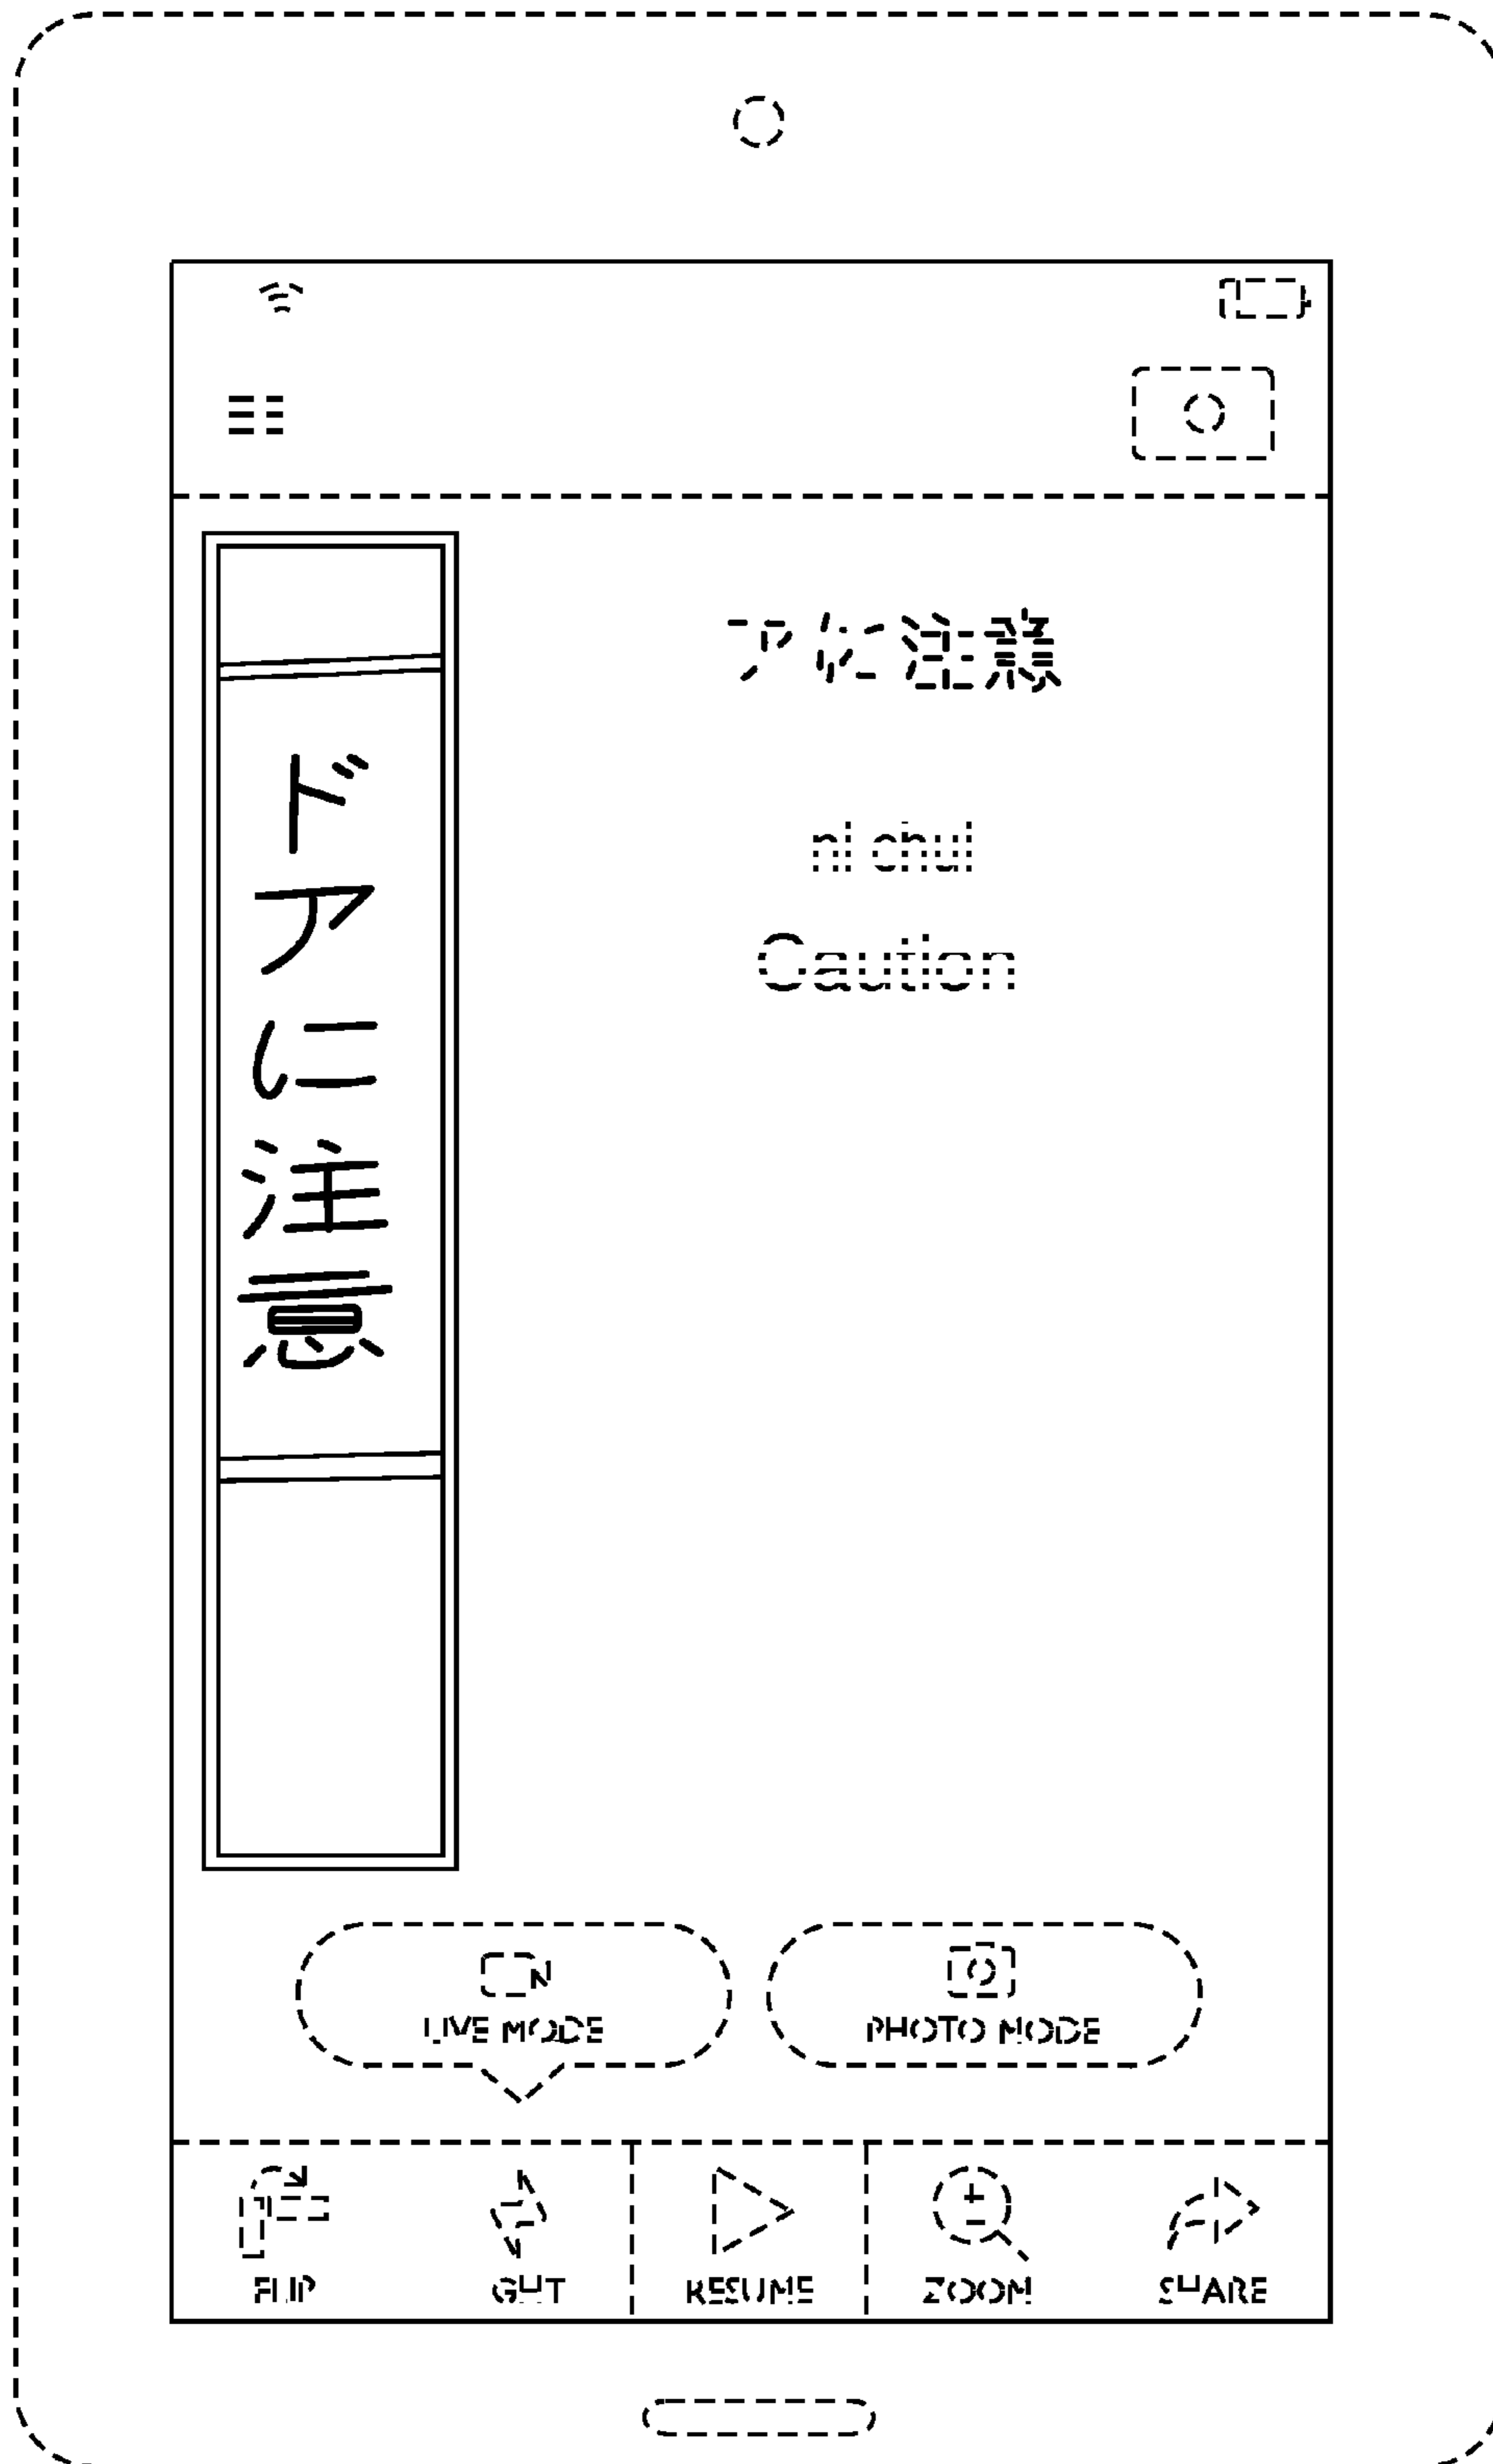 アに注意
ni chui
Caution
ドアに注意
LIVE MODE
PHOTO MODE
FLIP
RESUME
ZOOM
SHARE